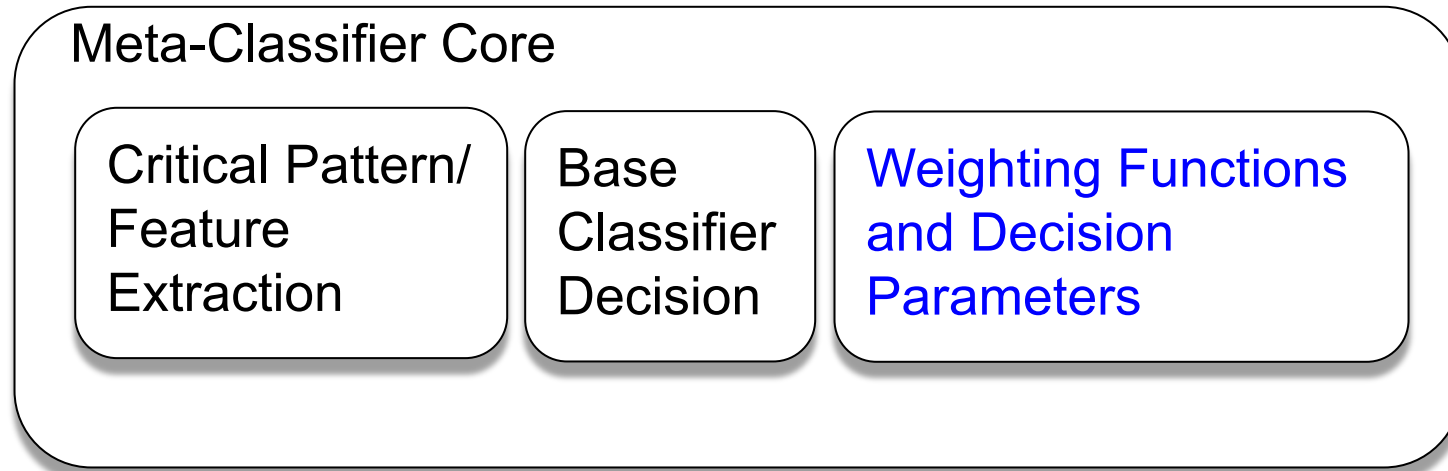 Meta-Classifier Core
Critical Pattern/
Feature
Extraction
Base
Classifier
Decision
Weighting Functions
and Decision
Parameters